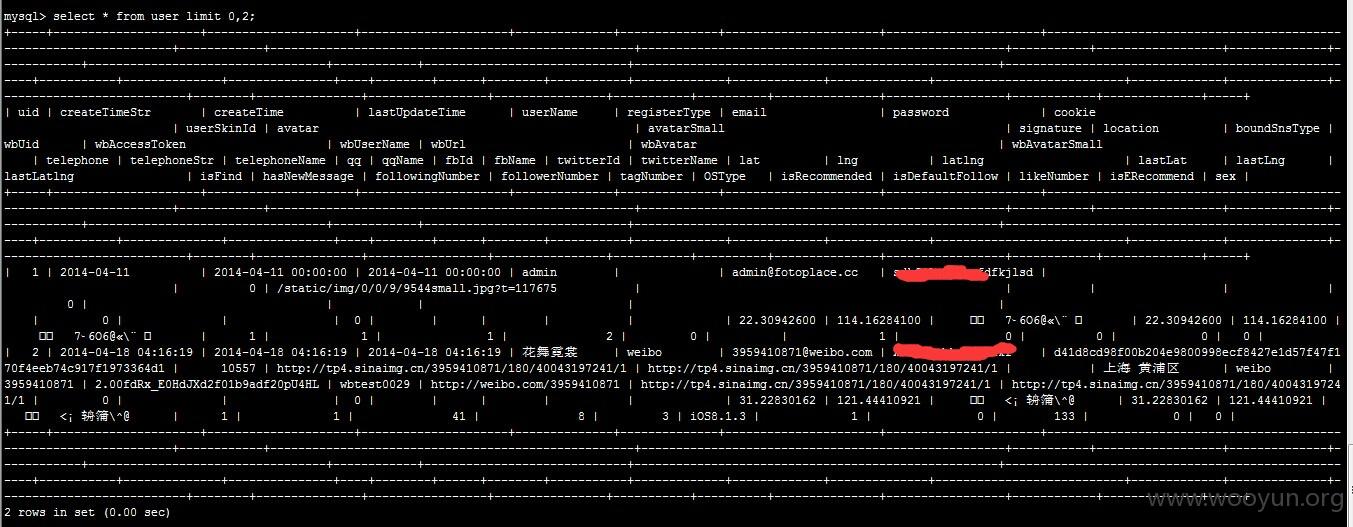 mysql> select * from user limit 0,2;
| uid | createTimeStr | createTime | lastUpdateTime | userName | registerType | email | password | cookie
| userSkinId | avatar | avatarSmall | signature | location | boundSnsType |
wbUid | wbAccessToken | wbUserName | wbUrl | wbAvatar | wbAvatarSmall
| telephone | telephoneStr | telephoneName | qq | qqName | fbId | fbName | twitterId | twitterName | lat | lng | latlng | lastLat | lastLng |
lastLatlng | isFind | hasNewMessage | followingNumber | followerNumber | tagNumber | OSType | isRecommended | isDefaultFollow | likeNumber | isERecommend | sex |
| 1 | 2014-04-11 | 2014-04-11 00:00:00 | 2014-04-11 00:00:00 | admin | | admin@fotoplace.cc | dfkjlsd |
| 0 | /static/img/0/0/9/9544small.jpg?t=117675 | | | |
0 | | | |
| 0 | | | 0 | | | | | | 22.30942600 | 114.16284100 | 7~6O6@«\¨ | 22.30942600 | 114.16284100 |
7~6O6@«\¨ | 1 | 1 | 1 | 2 | 0 | | 1 | 0 | 0 | 0 | 0 |
| 2 | 2014-04-18 04:16:19 | 2014-04-18 04:16:19 | 2014-04-18 04:16:19 | 花舞霓裳 | weibo | 3959410871@weibo.com | | d41d8cd98f00b204e9800998ecf8427e1d57f47f1
70f4eeb74c917f1973364d1 | 10557 | http://tp4.sinaimg.cn/3959410871/180/40043197241/1 | http://tp4.sinaimg.cn/3959410871/180/40043197241/1 | | 上海 黄浦区 | weibo |
3959410871 | 2.00fdRx_E0HdJXd2f01b9adf20pU4HL | wbtest0029 | http://weibo.com/3959410871 | http://tp4.sinaimg.cn/3959410871/180/40043197241/1 | http://tp4.sinaimg.cn/3959410871/180/4004319724
1/1 | 0 | | | 0 | | | | | | 31.22830162 | 121.44410921 | <¡ \^@ | 31.22830162 | 121.44410921 |
<¡ \^@ | 1 | 1 | 41 | 8 | 3 | iOS8.1.3 | 1 | 0 | 133 | 0 | 0 |
2 rows in set (0.00 sec)
www.wooyun.org